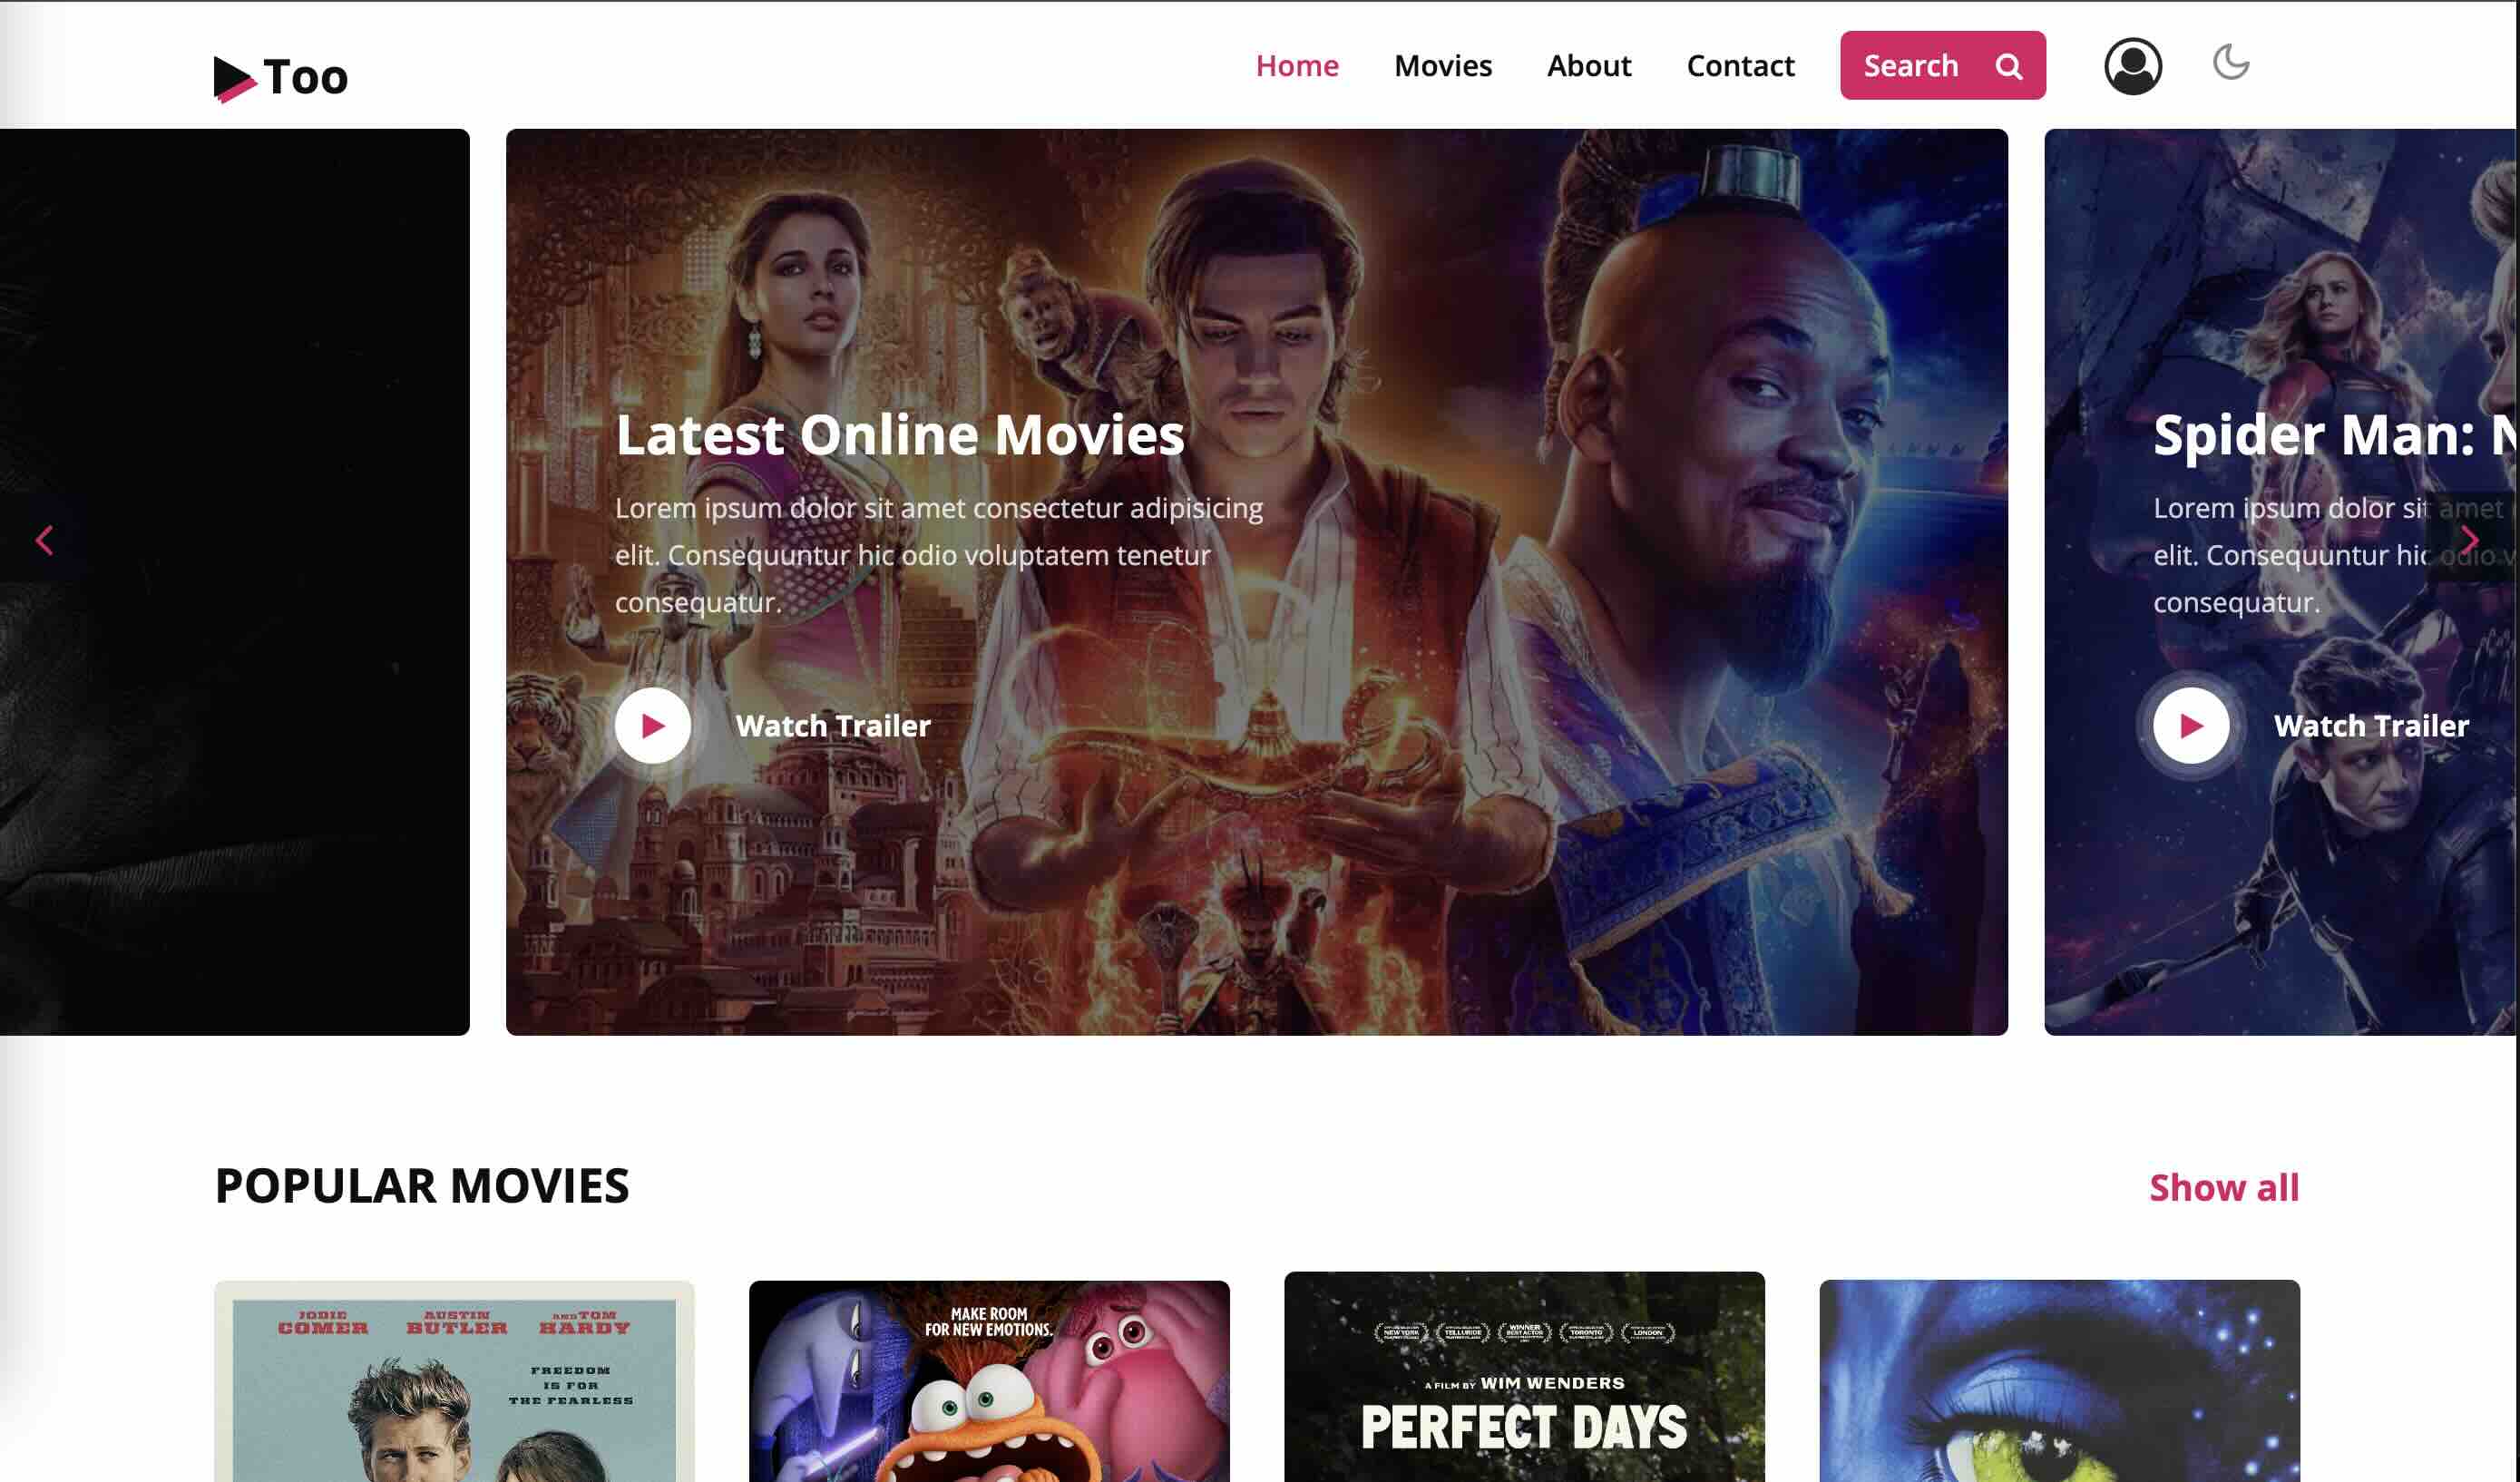 Too
Home Movies About Contact Search
Latest Online Movies
Lorem ipsum dolor sit amet consectetur adipisicing
elit. Consequuntur hic odio voluptatem tenetur
consequatur.
Watch Trailer
Spider Man: N
Lorem ipsum dolor sit amet
elit. Consequuntur hic odio v
consequatur.
Watch Trailer
POPULAR MOVIES
Show all
JODIE COMER
AUSTIN BUTLER
AND TOM HARDY
FREEDOM
IS FOR
THE FEARLESS
MAKE ROOM
FOR NEW EMOTIONS.
NEW YORK
TELLURIDE
WINNER
BEST ACTOR
TORONTO
LONDON
A FILM BY WIM WENDERS
PERFECT DAYS